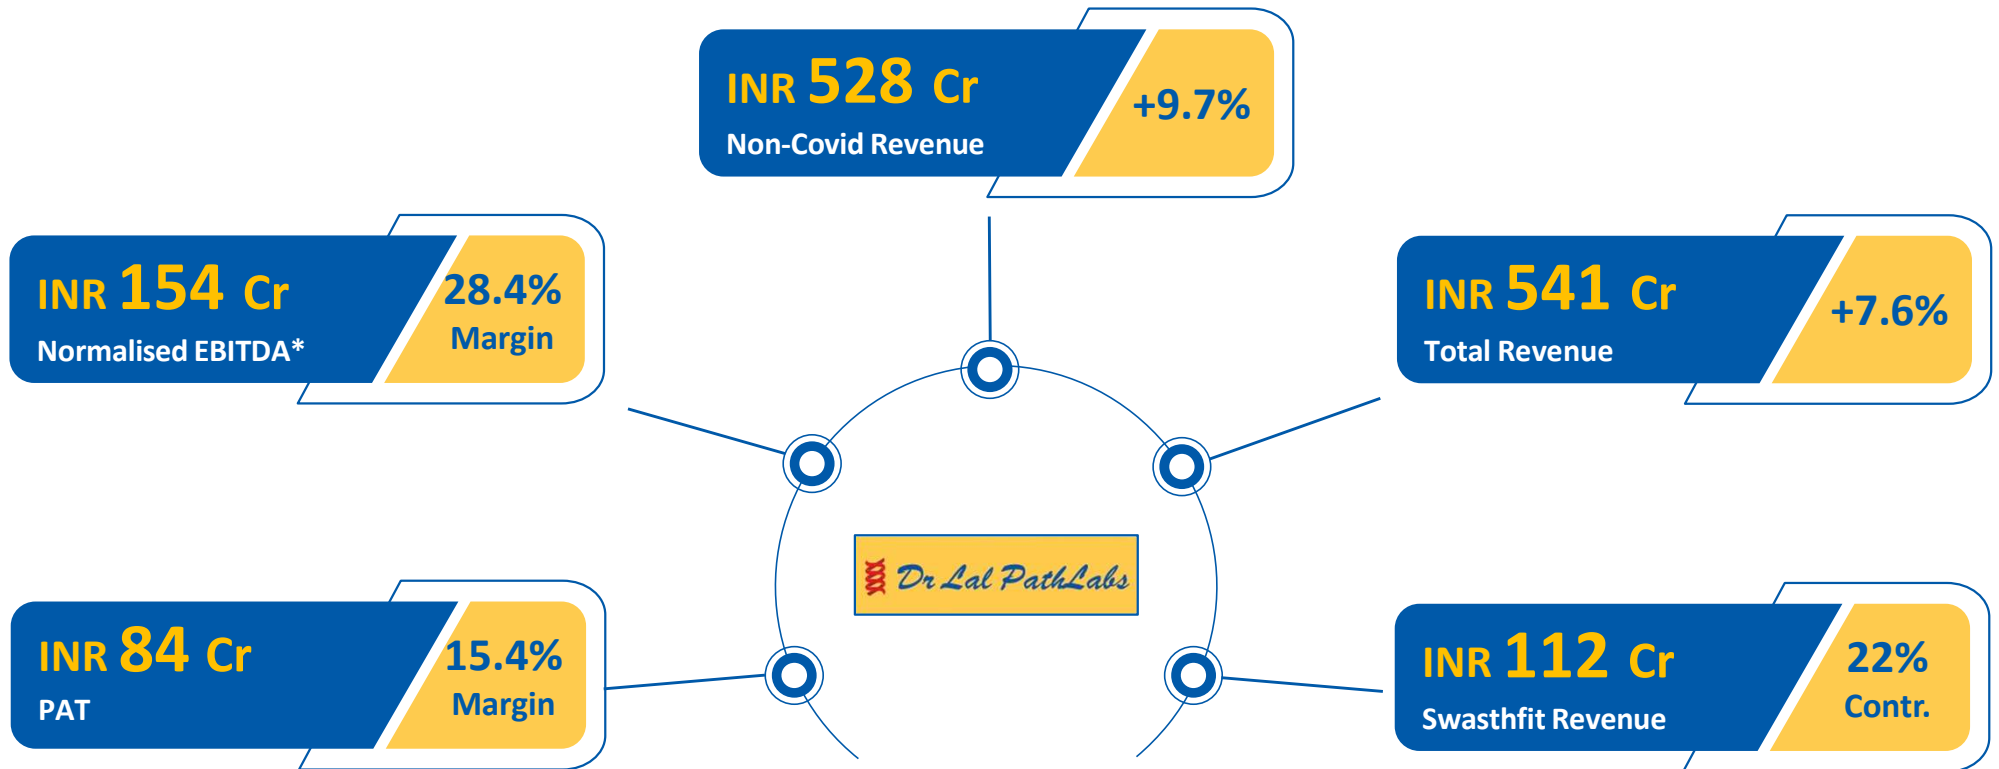 INR 528 Cr
Non-Covid Revenue
+9.7%
INR 154 Cr
Normalised EBITDA*
28.4%
Margin
INR 541 Cr
Total Revenue
+7.6%
Dr Lal PathLabs
INR 84 Cr
PAT
15.4%
Margin
INR 112 Cr
Swasthfit Revenue
22%
Contr.